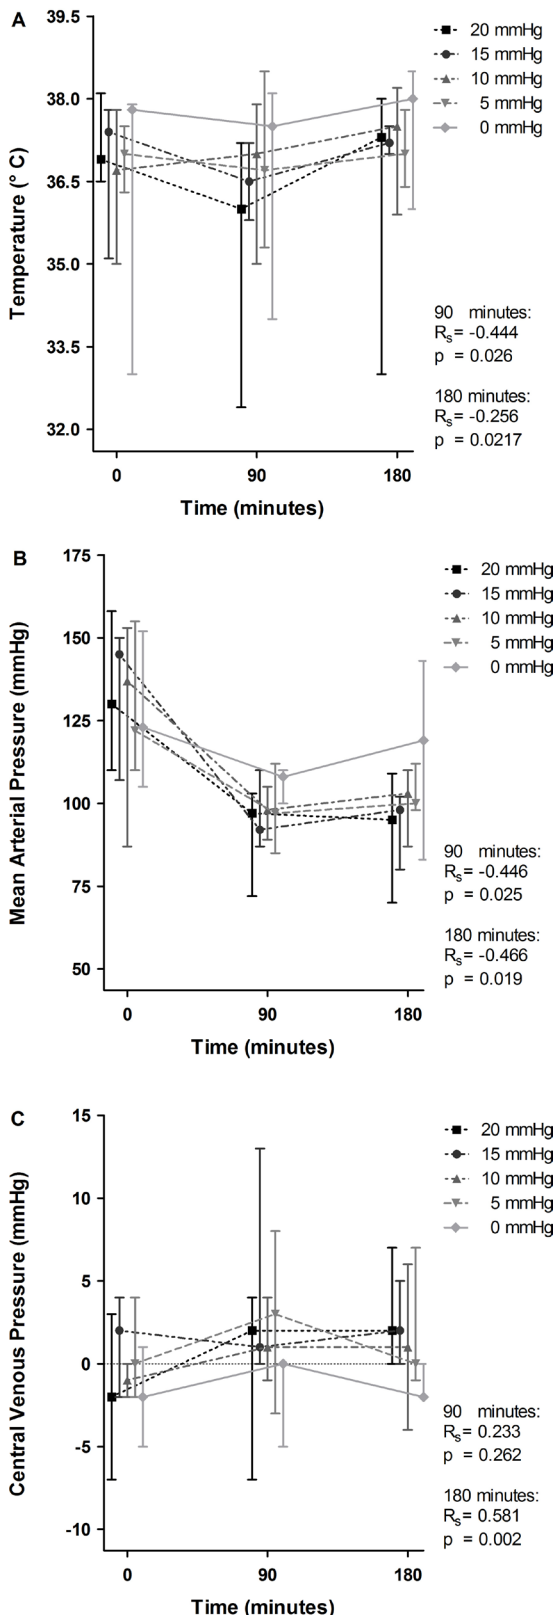 A
39.5
38.0
36.5
35.0
33.5
32.0
Temperature (° C)
0
90
180
Time (minutes)
20 mmHg
15 mmHg
10 mmHg
5 mmHg
0 mmHg
90 minutes:
Rs= -0.444
p = 0.026
180 minutes:
Rs= -0.256
p = 0.0217
B
175
150
125
100
75
50
Mean Arterial Pressure (mmHg)
0
90
180
Time (minutes)
20 mmHg
15 mmHg
10 mmHg
5 mmHg
0 mmHg
90 minutes:
Rs= -0.446
p = 0.025
180 minutes:
Rs= -0.466
p = 0.019
C
15
10
5
0
-5
-10
Central Venous Pressure (mmHg)
0
90
180
Time (minutes)
20 mmHg
15 mmHg
10 mmHg
5 mmHg
0 mmHg
90 minutes:
Rs= 0.233
p = 0.262
180 minutes:
Rs= 0.581
p = 0.002